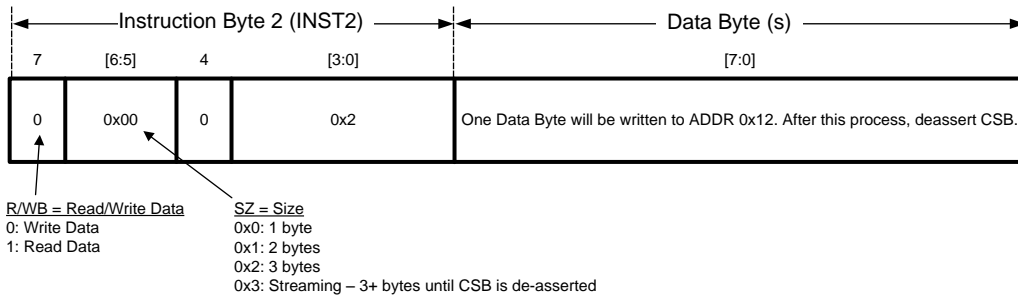 Instruction Byte 2 (INST2) Data Byte (s)
7 [6:5] 4 [3:0] [7:0]
0 0x00 0 0x2 One Data Byte will be written to ADDR 0x12. After this process, deassert CSB.
R/WB = Read/Write Data
0: Write Data
1: Read Data
SZ = Size
0x0: 1 byte
0x1: 2 bytes
0x2: 3 bytes
0x3: Streaming – 3+ bytes until CSB is de-asserted